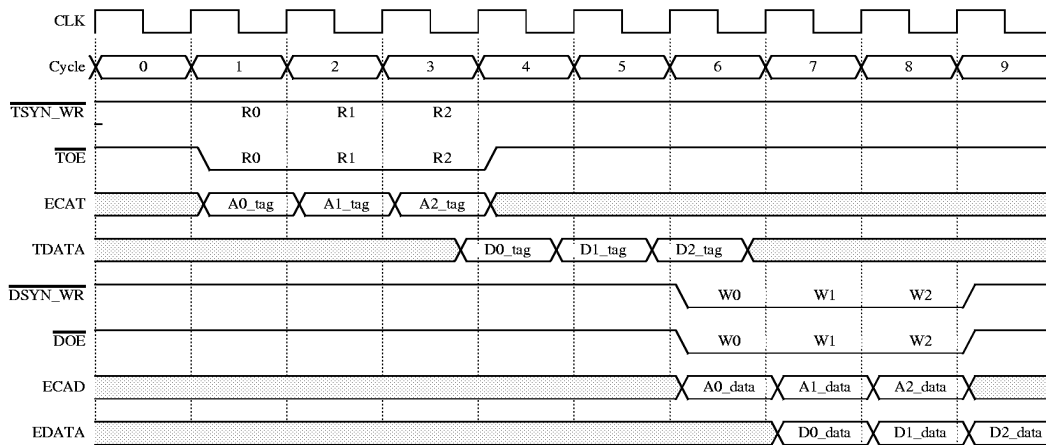 CLK
Cycle 0 1 2 3 4 5 6 7 8 9
TSYN_WR R0 R1 R2
TOE R0 R1 R2
ECAT A0_tag A1_tag A2_tag
TDATA D0_tag D1_tag D2_tag
DSYN_WR W0 W1 W2
DOE W0 W1 W2
ECAD A0_data A1_data A2_data
EDATA D0_data D1_data D2_data